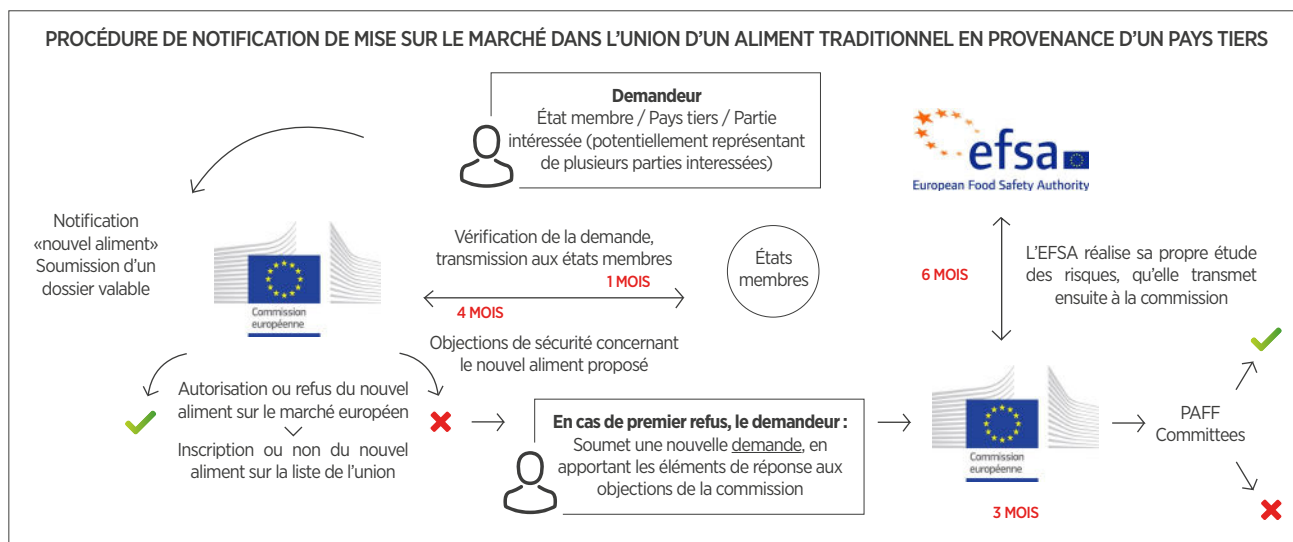 PROCÉDURE DE NOTIFICATION DE MISE SUR LE MARCHÉ DANS L'UNION D'UN ALIMENT TRADITIONNEL EN PROVENANCE D'UN PAYS TIERS
Demandeur
État membre / Pays tiers / Partie
intéressée (potentiellement représentant
de plusieurs parties interessées)
efsa
European Food Safety Authority
Notification
«nouvel aliment»
Soumission d'un
dossier valable
Commission
européenne
Vérification de la demande,
transmission aux états membres
1 MOIS
4 MOIS
Objections de sécurité concernant
le nouvel aliment proposé
États
membres
6 MOIS
L'EFSA réalise sa propre étude
des risques, qu'elle transmet
ensuite à la commission
Autorisation ou refus du nouvel
aliment sur le marché européen
Inscription ou non du nouvel
aliment sur la liste de l'union
En cas de premier refus, le demandeur :
Soumet une nouvelle demande, en
apportant les éléments de réponse aux
objections de la commission
Commission
européenne
3 MOIS
PAFF
Committees